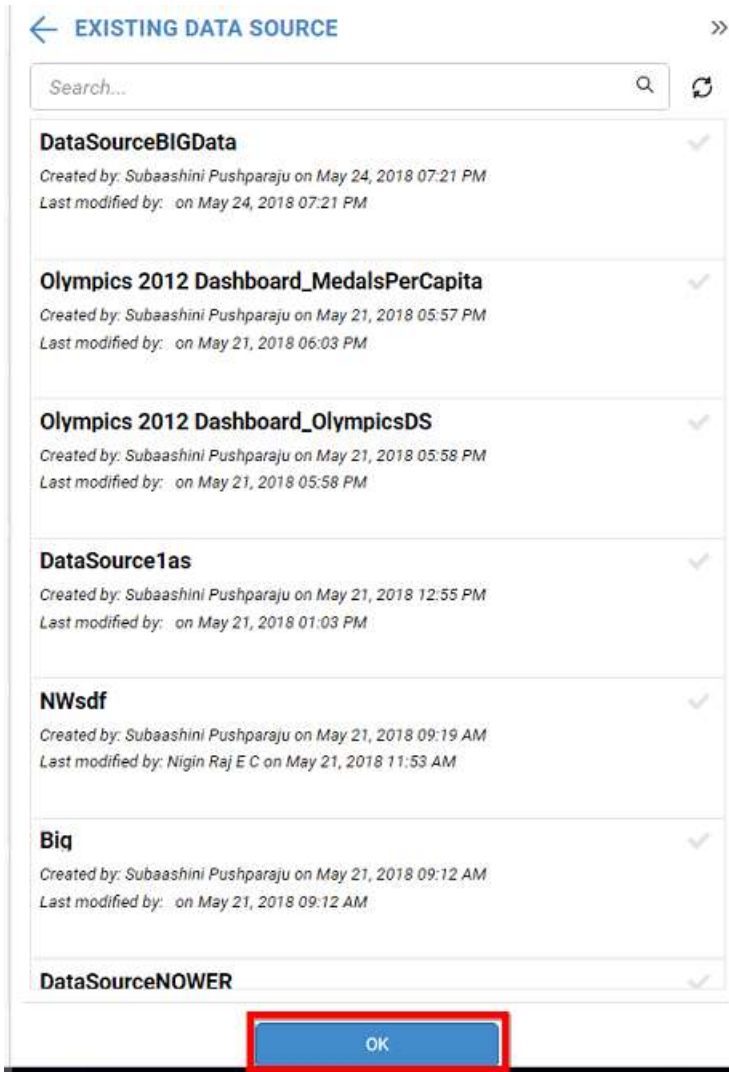 EXISTING DATA SOURCE
Search...
DataSourceBIGData
Created by: Subaashini Pushparaju on May 24, 2018 07:21 PM
Last modified by: on May 24, 2018 07:21 PM
Olympics 2012 Dashboard_MedalsPerCapita
Created by: Subaashini Pushparaju on May 21, 2018 05:57 PM
Last modified by: on May 21, 2018 06:03 PM
Olympics 2012 Dashboard_OlympicsDS
Created by: Subaashini Pushparaju on May 21, 2018 05:58 PM
Last modified by: on May 21, 2018 05:58 PM
DataSource1as
Created by: Subaashini Pushparaju on May 21, 2018 12:55 PM
Last modified by: on May 21, 2018 01:03 PM
NWsdf
Created by: Subaashini Pushparaju on May 21, 2018 09:19 AM
Last modified by: Nigin Raj E C on May 21, 2018 11:53 AM
Big
Created by: Subaashini Pushparaju on May 21, 2018 09:12 AM
Last modified by: on May 21, 2018 09:12 AM
DataSourceNOWER
OK